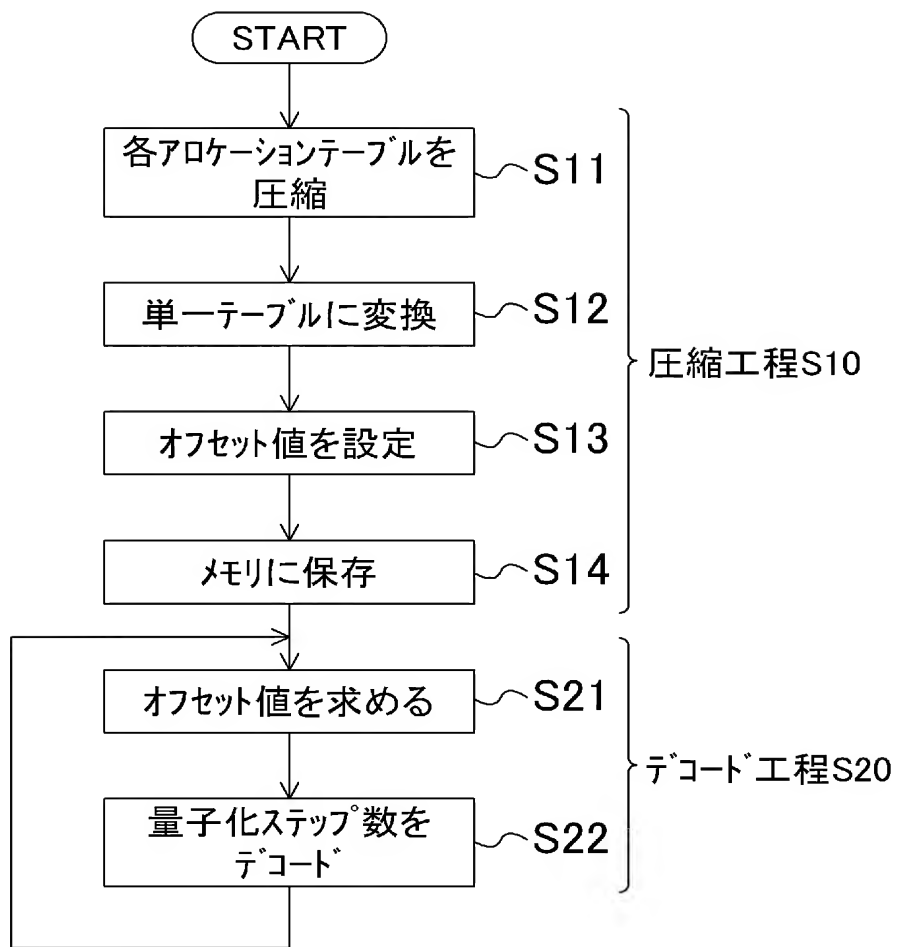 START
各アロケーションテーブルを
圧縮
S11
単一テーブルに変換
S12
オフセット値を設定
S13
メモリに保存
S14
圧縮工程S10
オフセット値を求める
S21
量子化ステップ数を
デコード
S22
デコード工程S20